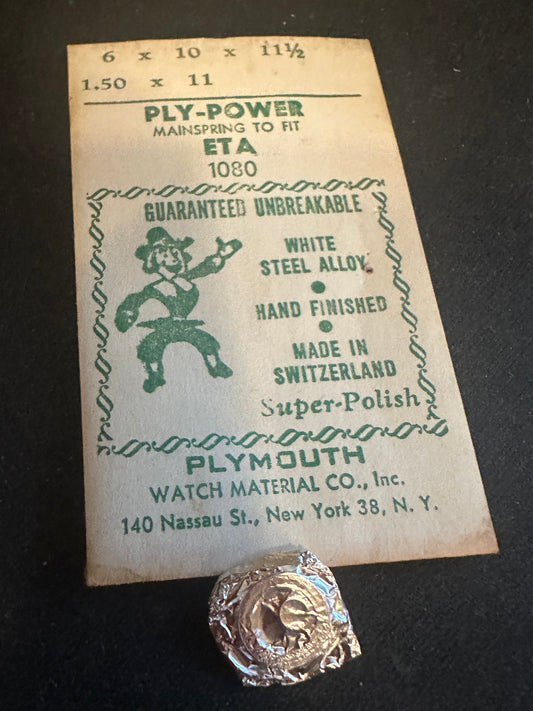 6 x 10 x 11½
1.50 x 11
PLY-POWER
MAINSPRING TO FIT
ETA
1080
GUARANTEED UNBREAKABLE
WHITE
STEEL ALLOY
HAND FINISHED
MADE IN
SWITZERLAND
Super-Polish
PLYMOUTH
WATCH MATERIAL CO., Inc.
140 Nassau St., New York 38, N. Y.